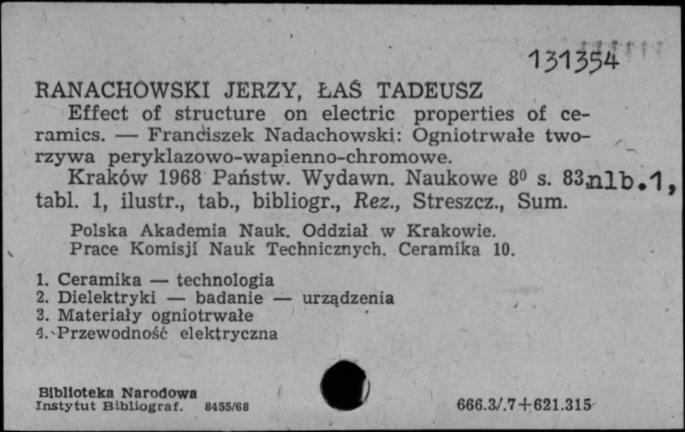 131354
RANACHOWSKI JERZY, ŁAŚ TADEUSZ
Effect of structure on electric properties of ce-
ramics. — Franciszek Nadachowski: Ogniotrwałe two-
rzywa peryklazowo-wapienno-chromowe.
Kraków 1968 Państw. Wydawn. Naukowe 8⁰ s. 83,nlb.1,
tabl. 1, ilustr., tab., bibliogr., Rez., Streszcz., Sum.
Polska Akademia Nauk. Oddział w Krakowie.
Prace Komisji Nauk Technicznych. Ceramika 10.
1. Ceramika — technologia
2. Dielektryki — badanie — urządzenia
3. Materiały ogniotrwałe
4. Przewodność elektryczna
Biblioteka Narodowa
Instytut Bibliograf. 8455/68 666.3/.7+621.315